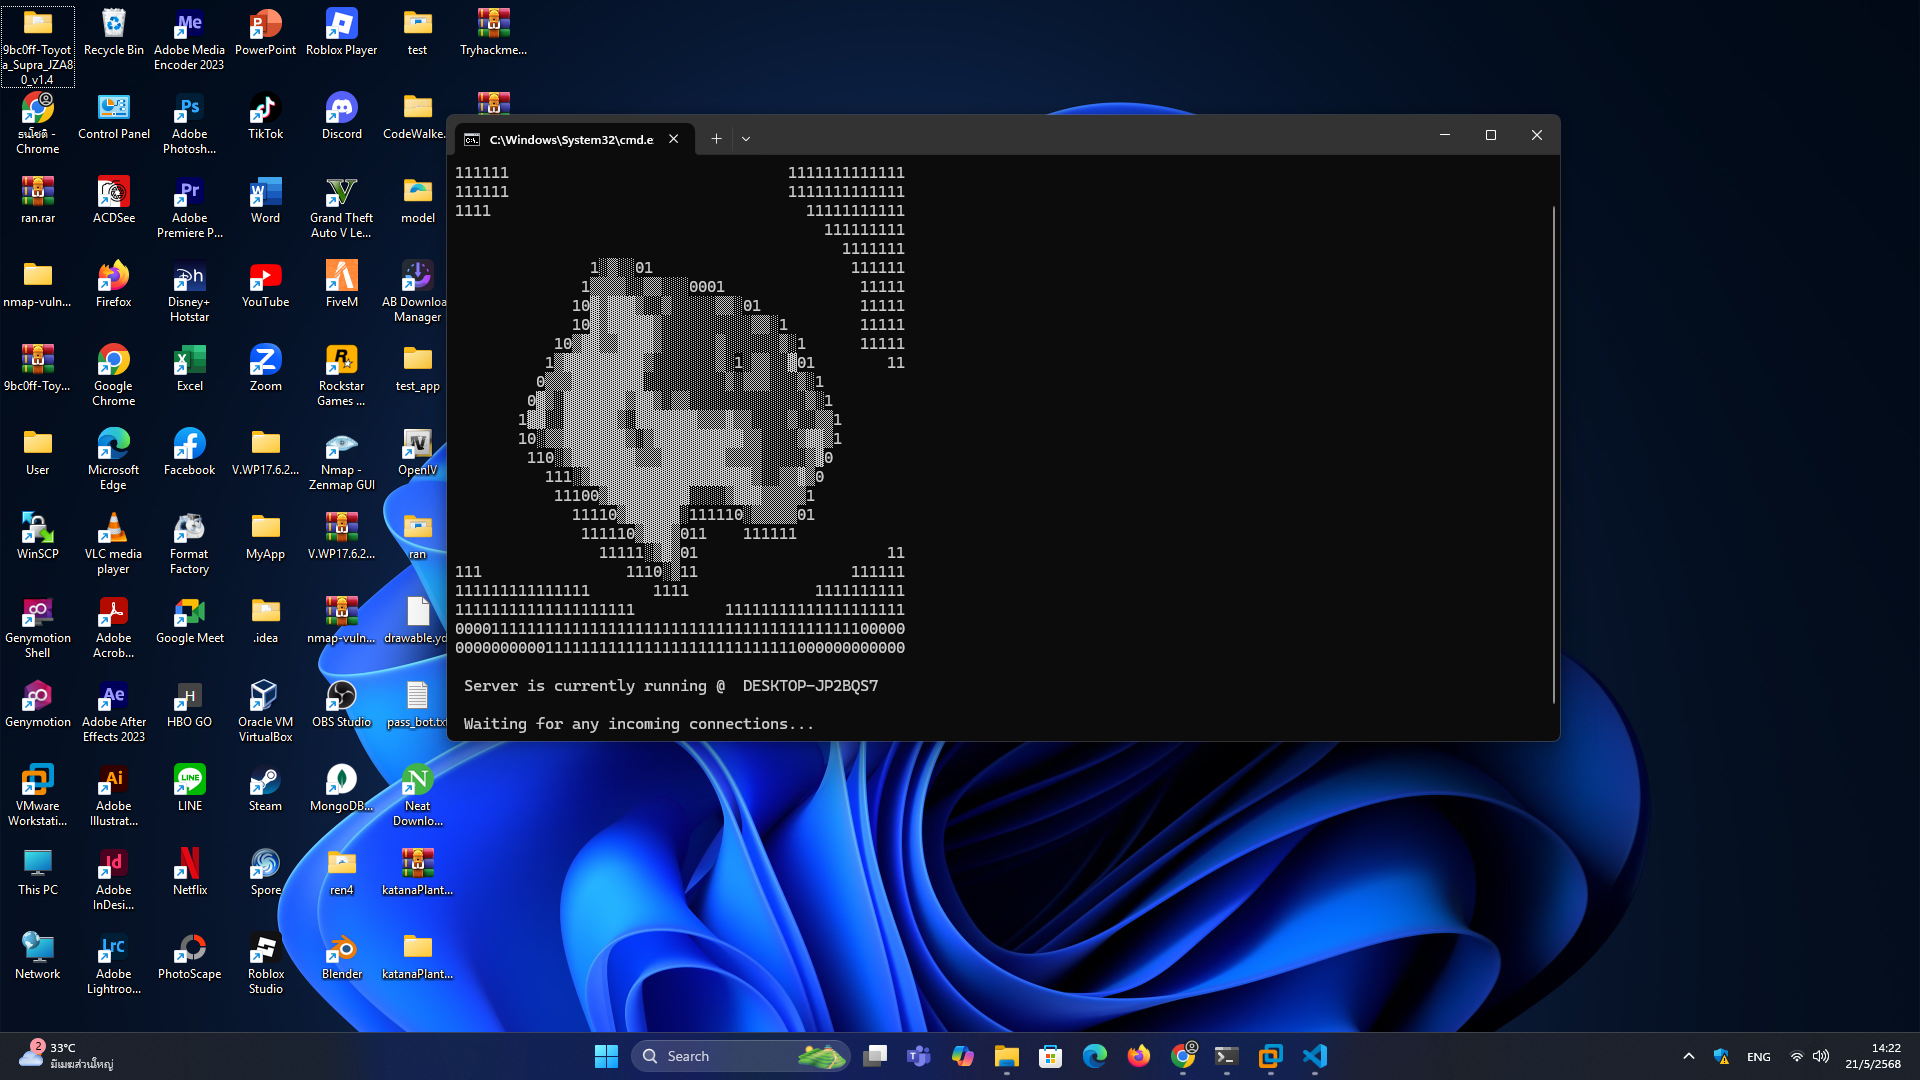 9bc0ff-Toyot
a_Supra_JZA8
0_v1.4
Recycle Bin
Adobe Media
Encoder 2023
PowerPoint
Roblox Player
test
Tryhackme...
ธนโชติ -
Chrome
Control Panel
Adobe
Photosh...
TikTok
Discord
CodeWalke...
ran.rar
ACDSee
Adobe
Premiere P...
Word
Grand Theft
Auto V Le...
model
nmap-vuln...
Firefox
Disney+
Hotstar
YouTube
FiveM
AB Downloa
Manager
9bc0ff-Toy...
Google
Chrome
Excel
Zoom
Rockstar
Games ...
test_app
User
Microsoft
Edge
Facebook
V.WP17.6.2...
Nmap -
Zenmap GUI
OpenIV
WinSCP
VLC media
player
Format
Factory
MyApp
V.WP17.6.2...
ran
Genymotion
Shell
Adobe
Acrob...
Google Meet
.idea
nmap-vuln...
drawable.yd
Genymotion
Adobe After
Effects 2023
HBO GO
Oracle VM
VirtualBox
OBS Studio
pass_bot.txt
VMware
Workstati...
Adobe
Illustrat...
LINE
Steam
MongoDB...
Neat
Downlo...
This PC
Adobe
InDesi...
Netflix
Spore
ren4
katanaPlant...
Network
Adobe
Lightroo...
PhotoScape
Roblox
Studio
Blender
katanaPlant...
C:\Windows\System32\cmd.e
111111 1111111111111
111111 1111111111111
1111 11111111111
111111111
1111111
1 01 111111
1 0001 11111
10 01 11111
10 1 11111
10 1 11111
1 1 01 11
0 1
0 1
1 1
10 1
110 0
111 0
11100 1
11110 111110 01
111110 011 111111
11111 01 11
111 1110 11 111111
111111111111111 1111 1111111111
11111111111111111111 11111111111111111111
Server is currently running @ DESKTOP-JP2BQS7
Waiting for any incoming connections...
2
33°C
มีเมฆส่วนใหญ่
Search
ENG
14:22
21/5/2568